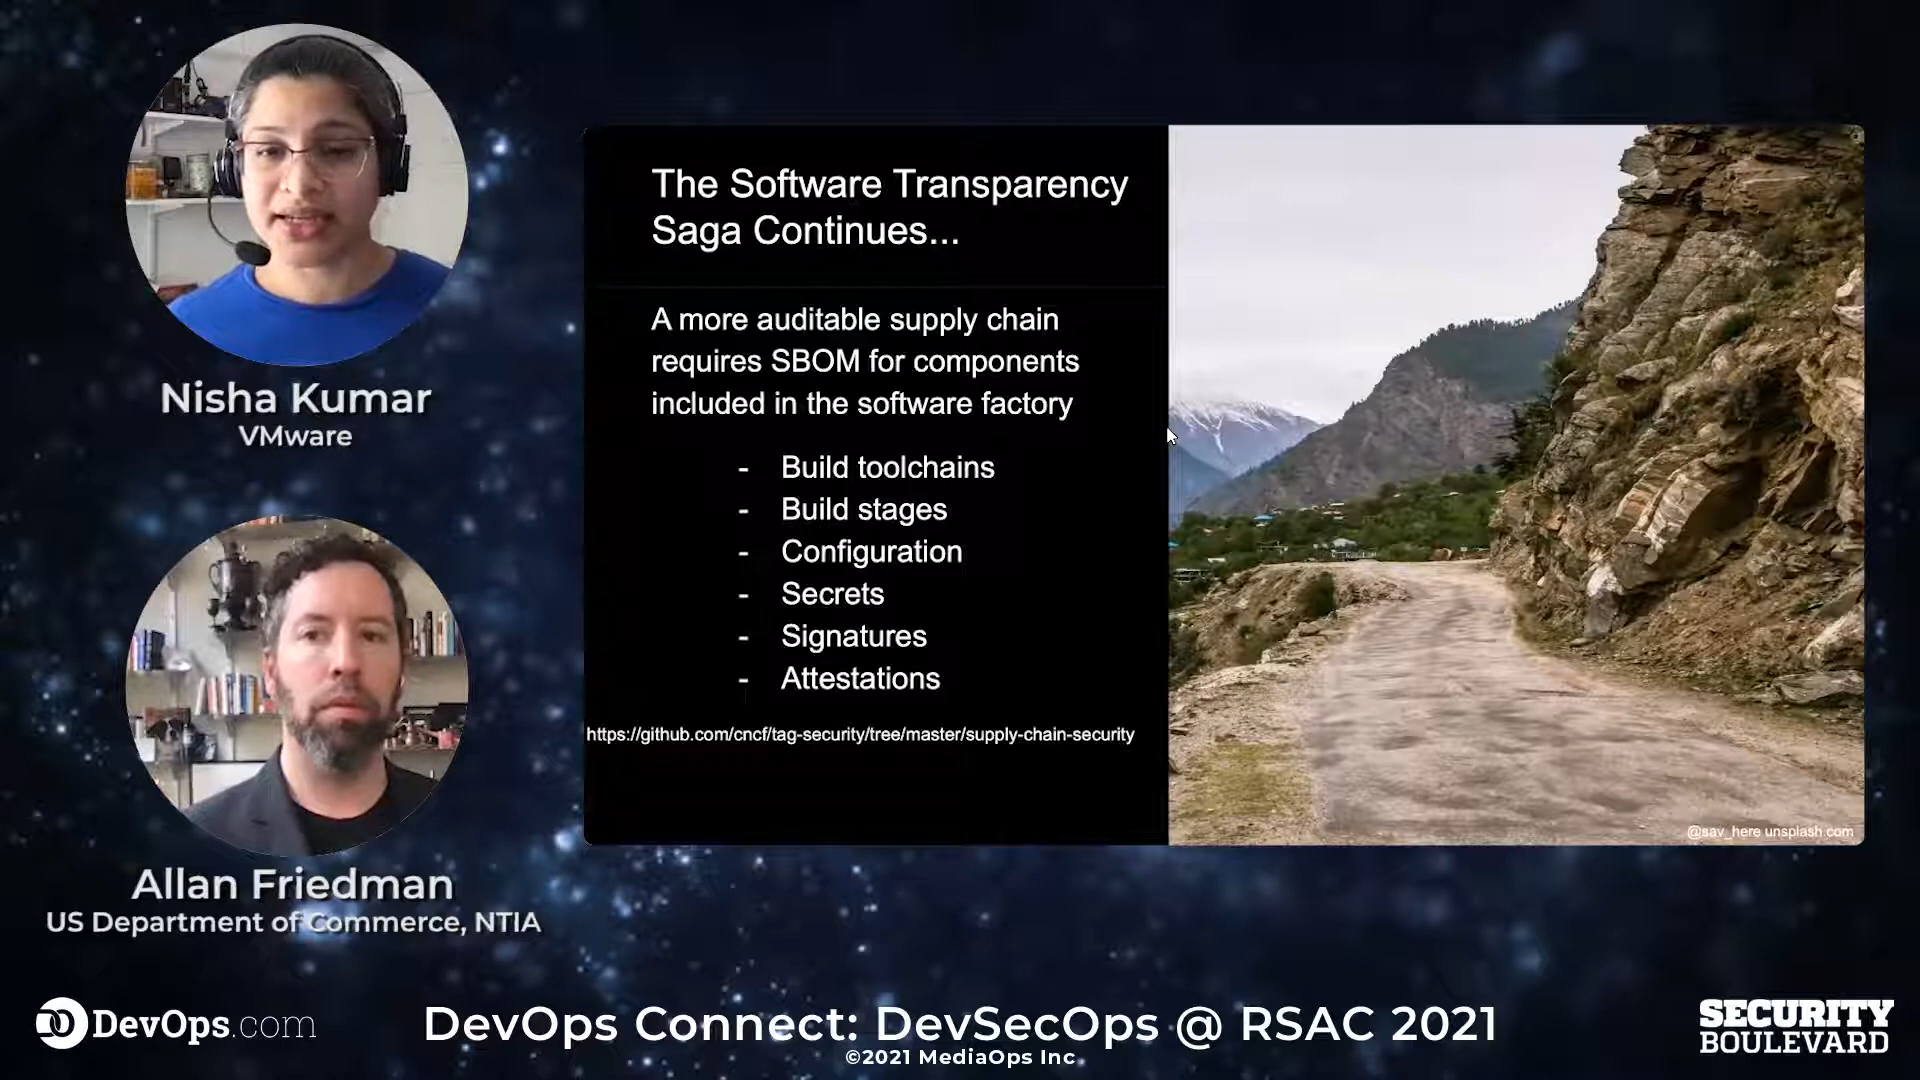 Nisha Kumar
VMware
Allan Friedman
US Department of Commerce, NTIA
The Software Transparency
Saga Continues...
A more auditable supply chain
requires SBOM for components
included in the software factory
- Build toolchains
- Build stages
- Configuration
- Secrets
- Signatures
- Attestations
https://github.com/cncf/tag-security/tree/master/supply-chain-security
@sav_here unsplash.com
DevOps.com
DevOps Connect: DevSecOps @ RSAC 2021
©2021 MediaOps Inc
SECURITY
BOULEVARD